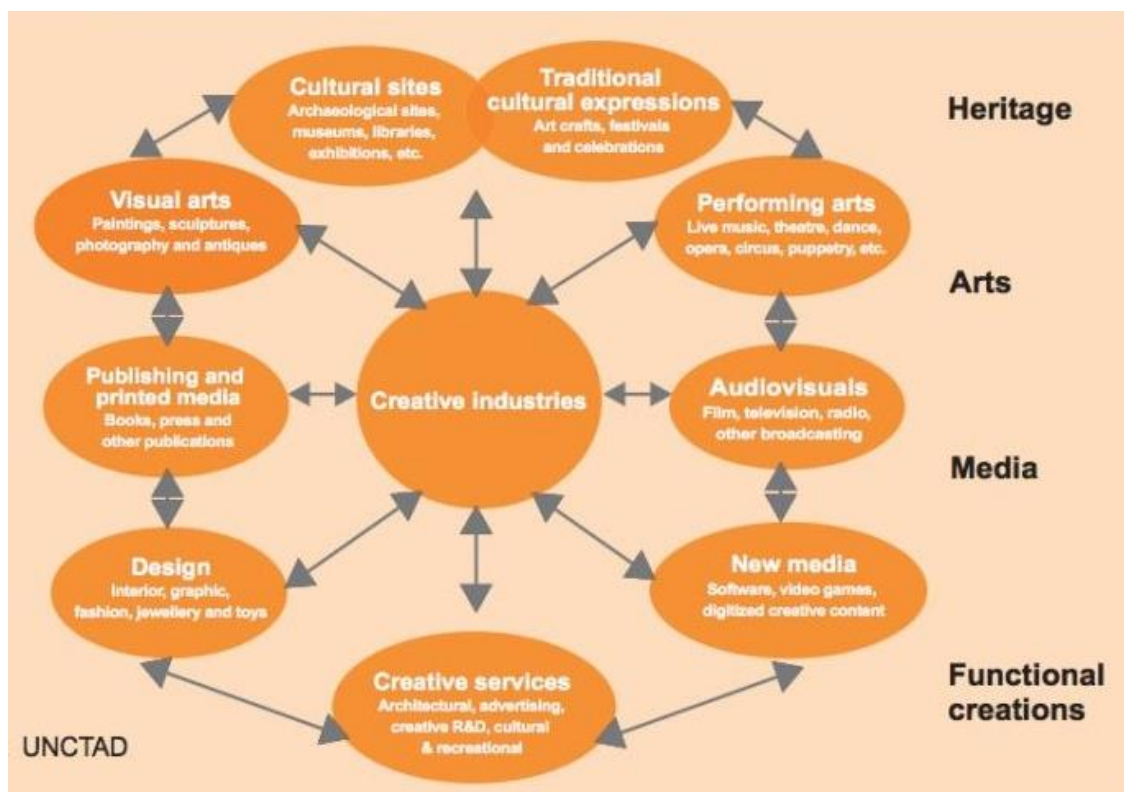 Cultural sites
Archaeological sites,
museums, libraries,
exhibitions, etc.
Traditional
cultural expressions
Art crafts, festivals
and celebrations
Heritage
Visual arts
Paintings, sculptures,
photography and antiques
Performing arts
Live music, theatre, dance,
opera, circus, puppetry, etc.
Arts
Publishing and
printed media
Books, press and
other publications
Creative industries
Audiovisuals
Film, television, radio,
other broadcasting
Media
Design
Interior, graphic,
fashion, jewellery and toys
New media
Software, video games,
digitized creative content
Creative services
Architectural, advertising,
creative R&D, cultural
& recreational
Functional
creations
UNCTAD